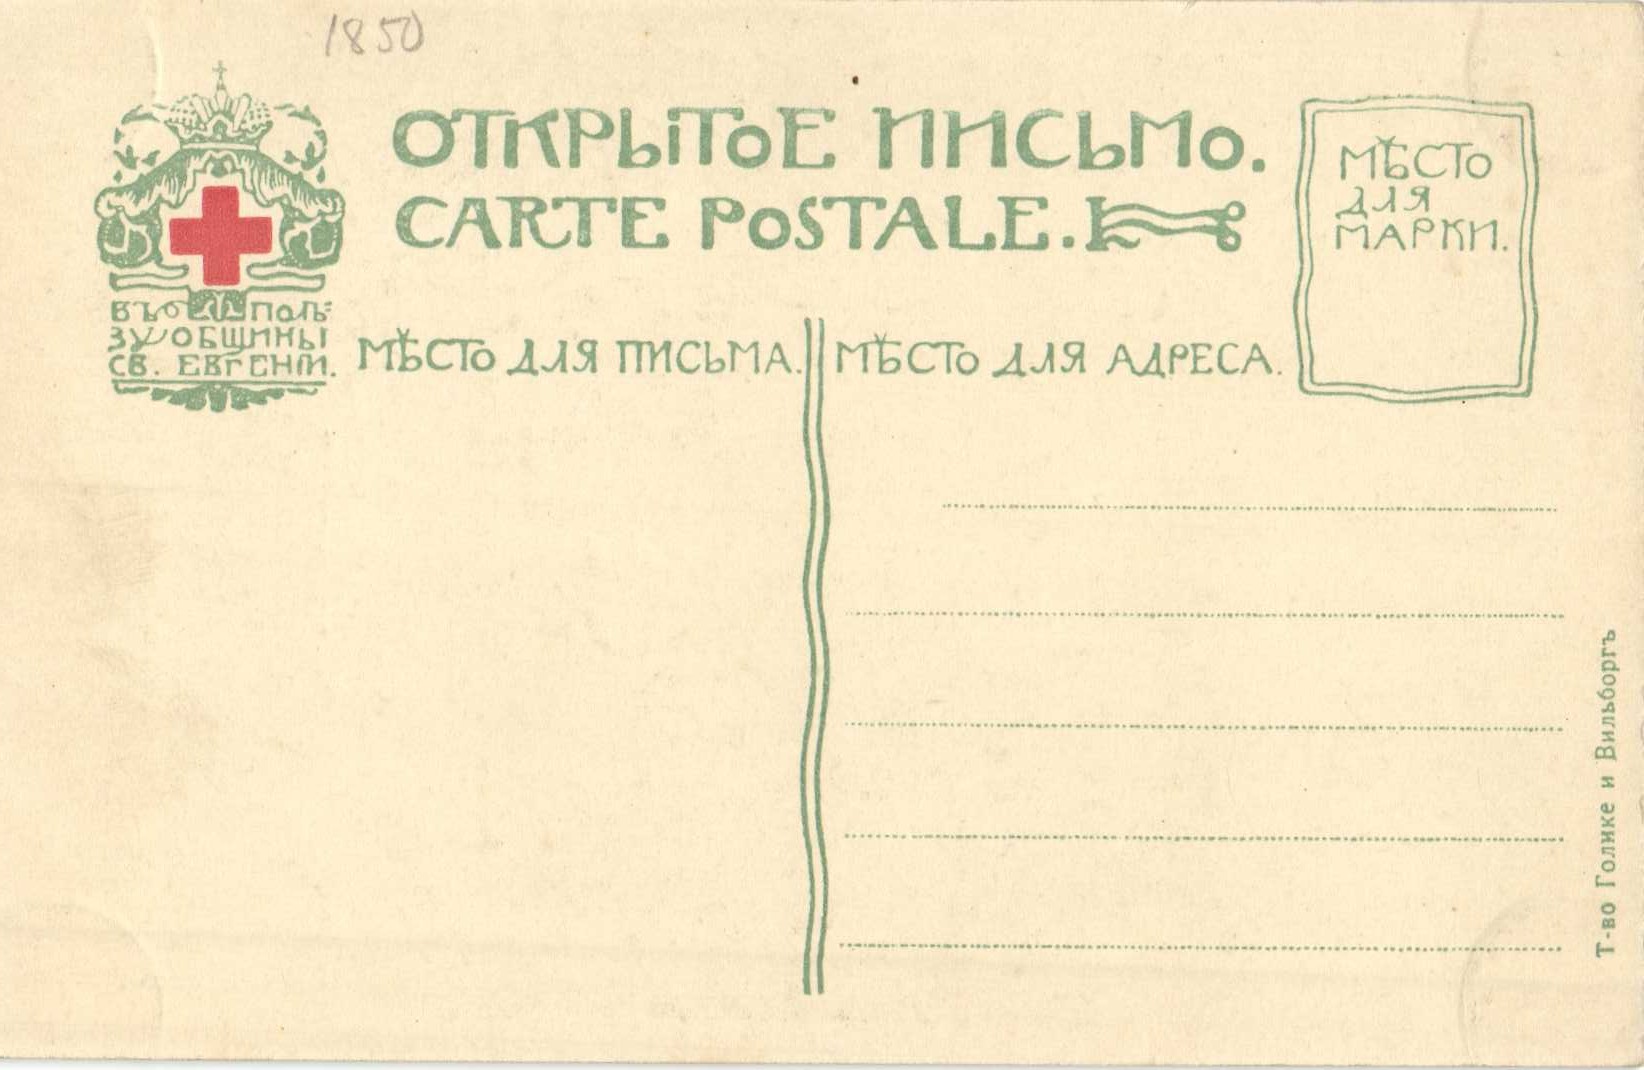 1850
ОТКРЫТОЕ ПИСЬМО.
CARTE POSTALE.
МѢСТО
ДЛЯ
МАРКИ.
ВЪ ПОЛЬ=
ЗУ ОБЩИНЫ
СВ. ЕВГЕНІИ.
МѢСТО ДЛЯ ПИСЬМА.
МѢСТО ДЛЯ АДРЕСА.
Т-во Голике и Вильборгъ